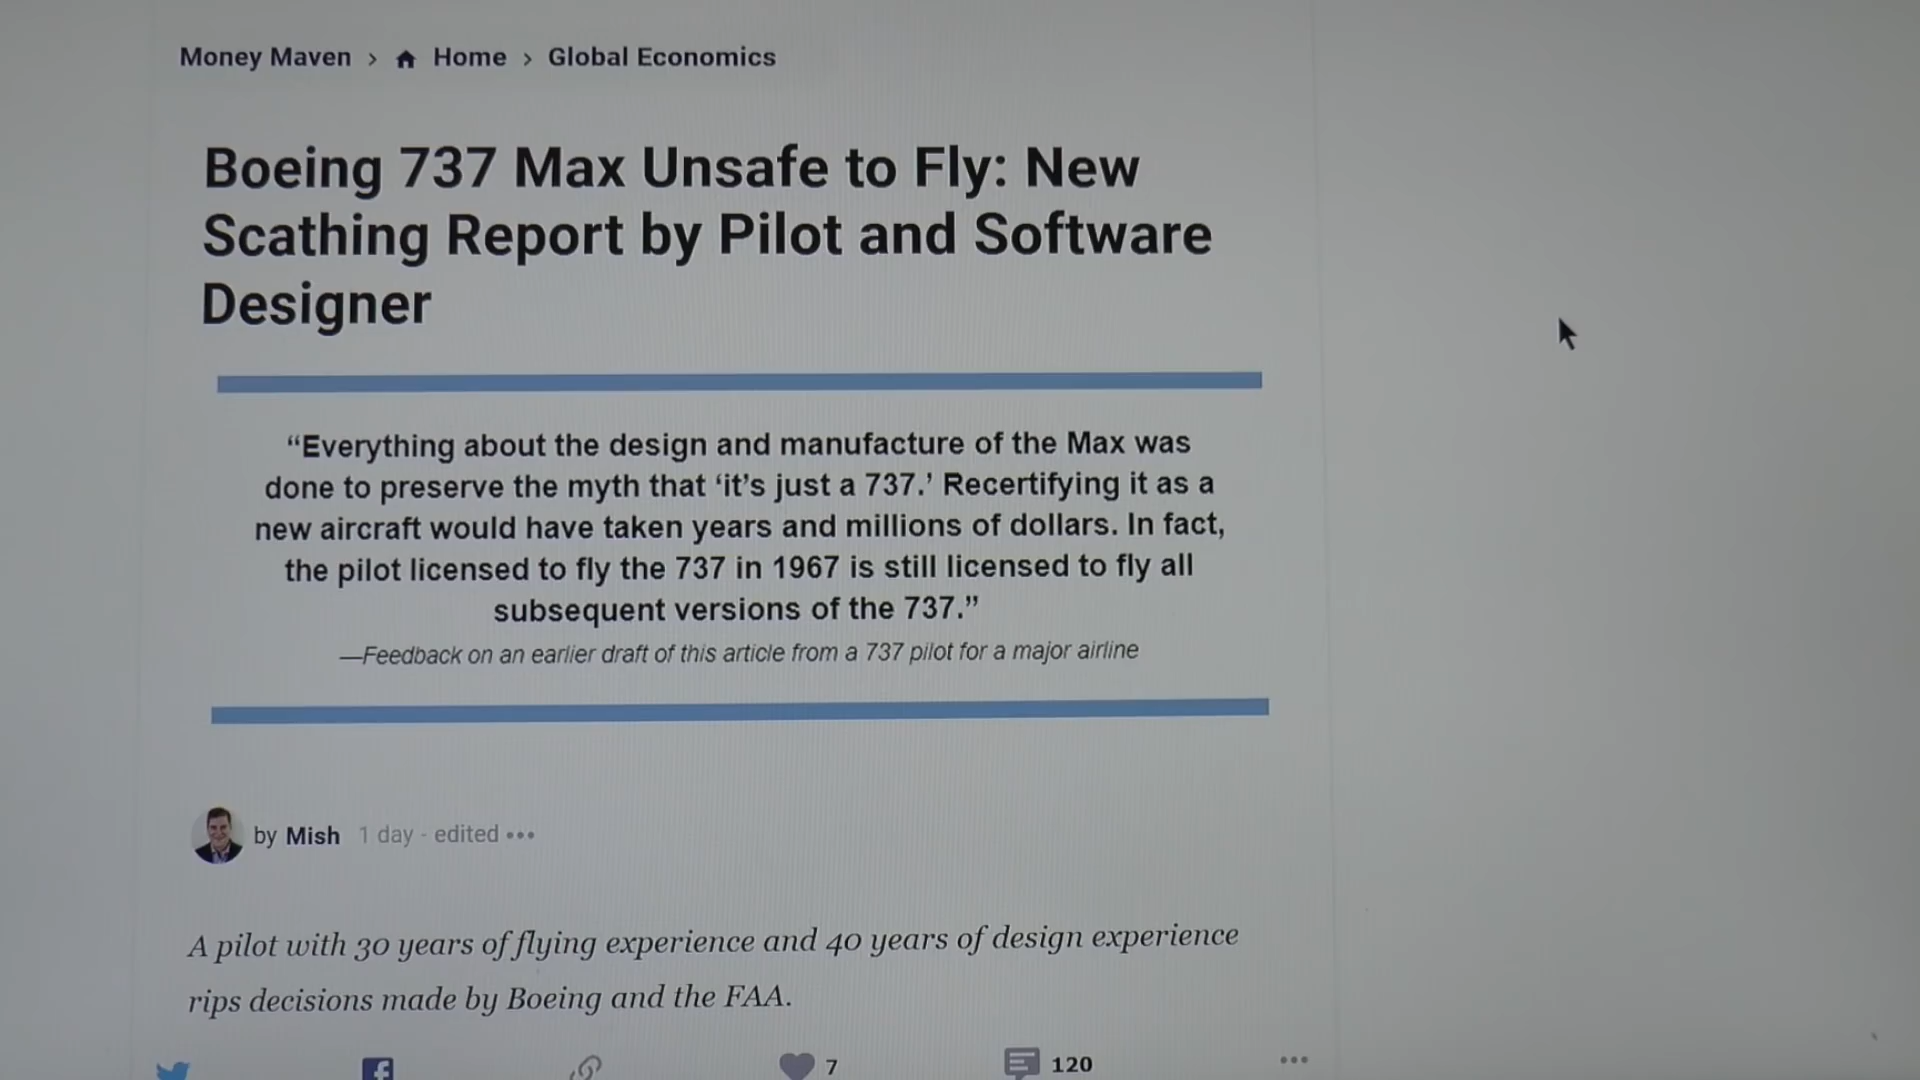 Money Maven > Home > Global Economics
Boeing 737 Max Unsafe to Fly: New
Scathing Report by Pilot and Software
Designer
“Everything about the design and manufacture of the Max was
done to preserve the myth that ‘it’s just a 737.’ Recertifying it as a
new aircraft would have taken years and millions of dollars. In fact,
the pilot licensed to fly the 737 in 1967 is still licensed to fly all
subsequent versions of the 737.”
—Feedback on an earlier draft of this article from a 737 pilot for a major airline
by Mish 1 day - edited •••
A pilot with 30 years of flying experience and 40 years of design experience
rips decisions made by Boeing and the FAA.
7 120 •••